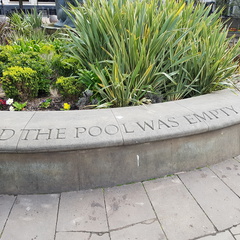 D THE POOL WAS EMPTY